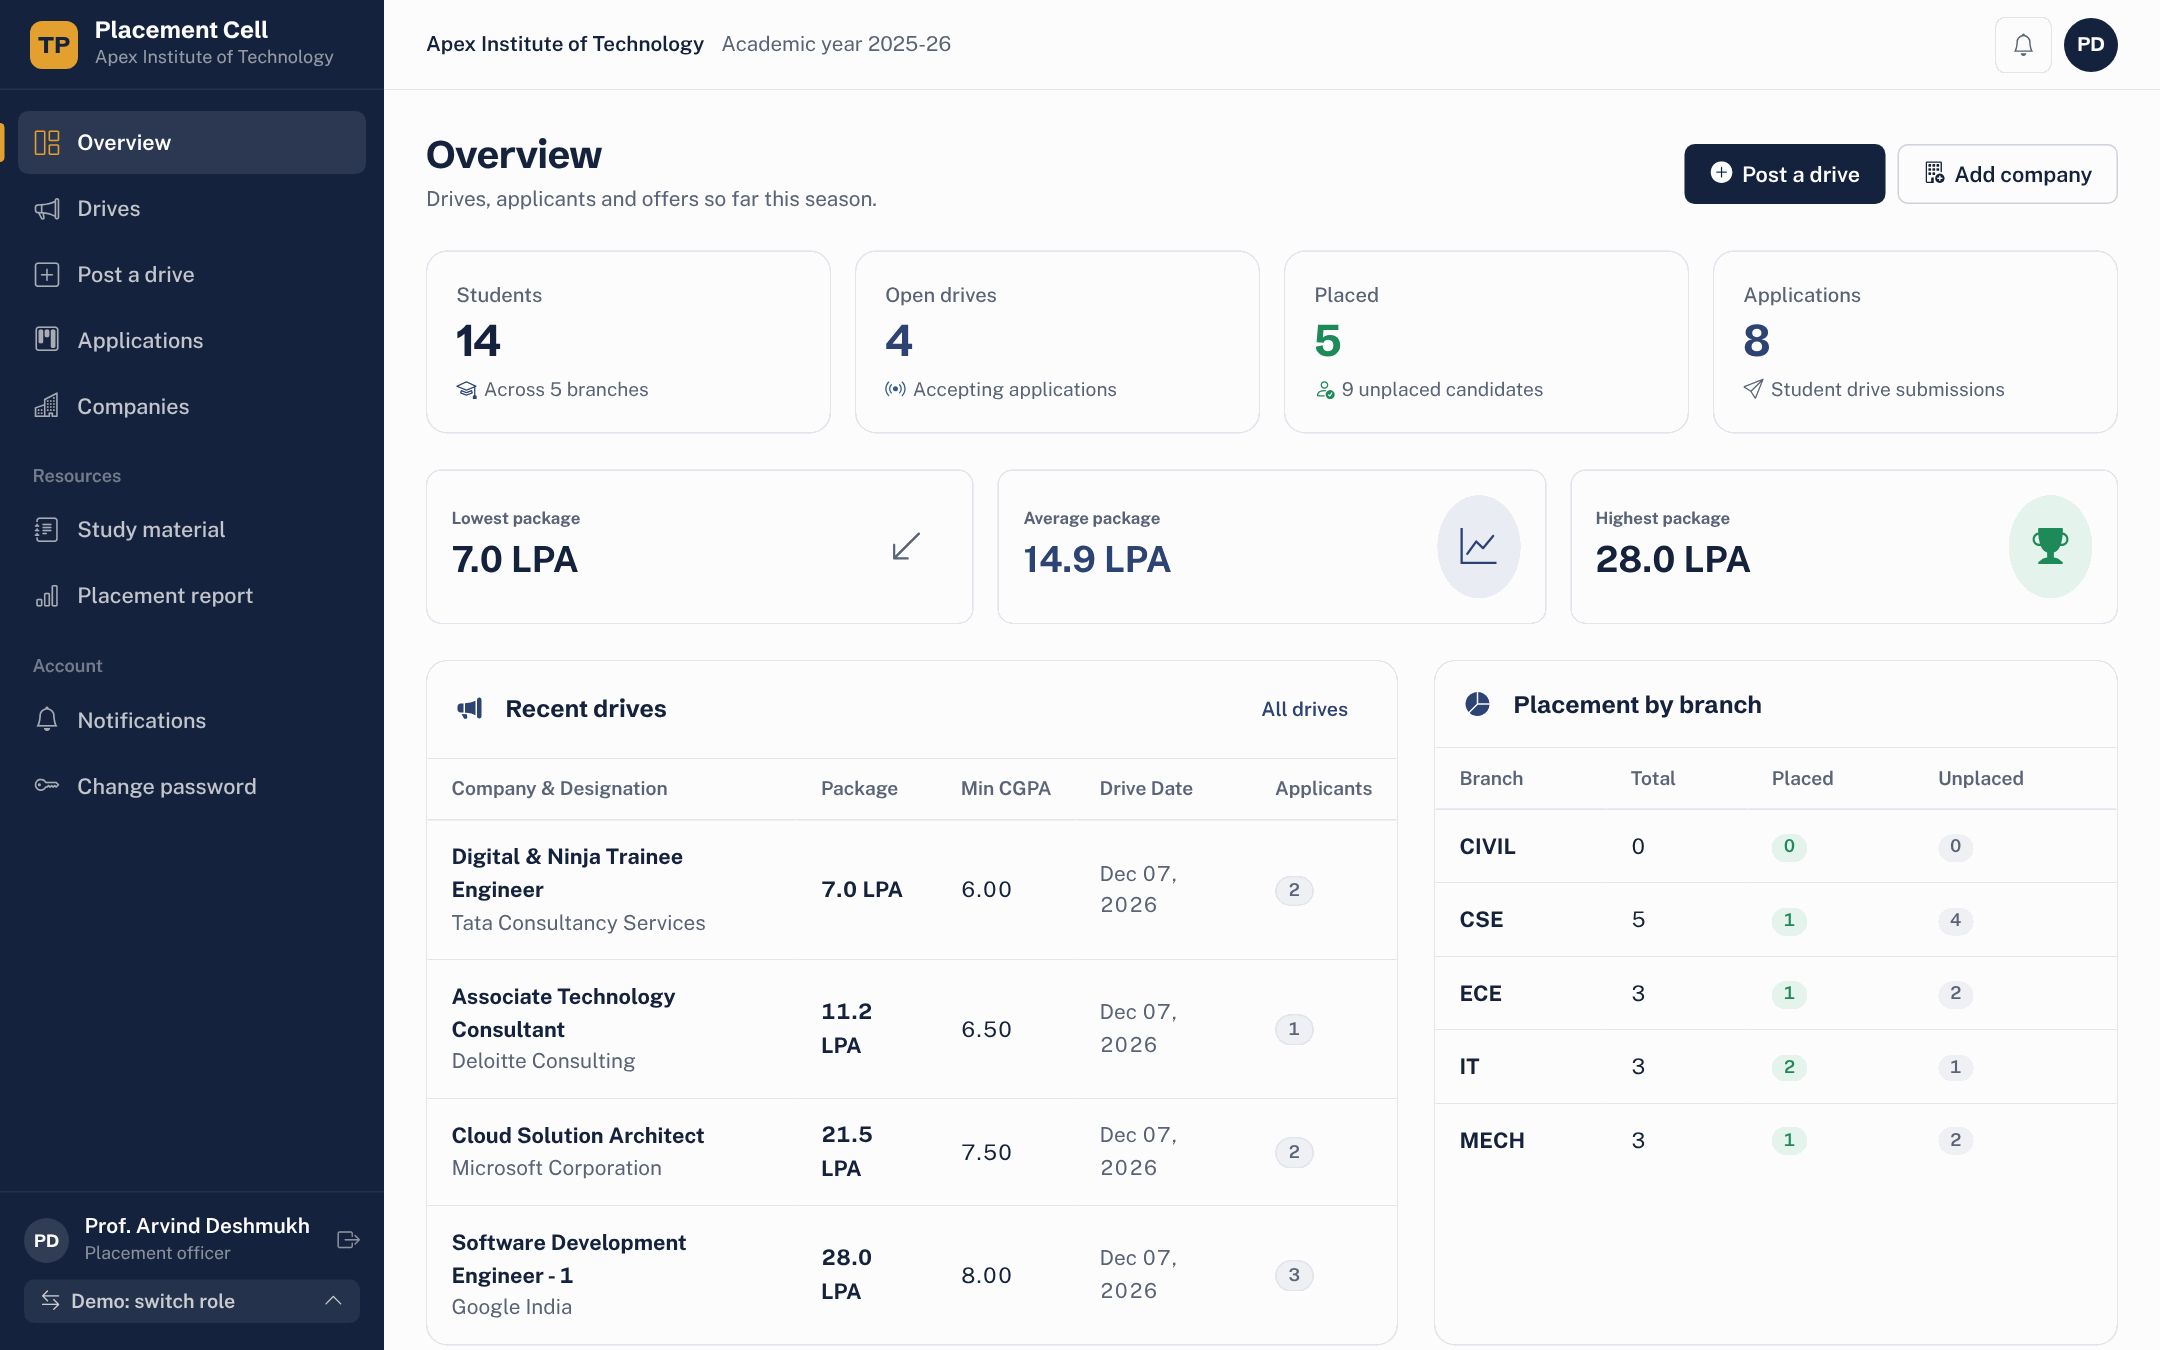 TP
Placement Cell
Apex Institute of Technology
Overview
Drives
Post a drive
Applications
Companies
Resources
Study material
Placement report
Account
Notifications
Change password
PD
Prof. Arvind Deshmukh
Placement officer
Demo: switch role
Apex Institute of Technology Academic year 2025-26
PD
Overview
Drives, applicants and offers so far this season.
Post a drive
Add company
Students
14
Across 5 branches
Open drives
4
Accepting applications
Placed
5
9 unplaced candidates
Applications
8
Student drive submissions
Lowest package
7.0 LPA
Average package
14.9 LPA
Highest package
28.0 LPA
Recent drives
All drives
Company & Designation Package Min CGPA Drive Date Applicants
Digital & Ninja Trainee
Engineer
Tata Consultancy Services
7.0 LPA
6.00
Dec 07,
2026
2
Associate Technology
Consultant
Deloitte Consulting
11.2
LPA
6.50
Dec 07,
2026
1
Cloud Solution Architect
Microsoft Corporation
21.5
LPA
7.50
Dec 07,
2026
2
Software Development
Engineer - 1
Google India
28.0
LPA
8.00
Dec 07,
2026
3
Placement by branch
Branch Total Placed Unplaced
CIVIL 0 0 0
CSE 5 1 4
ECE 3 1 2
IT 3 2 1
MECH 3 1 2